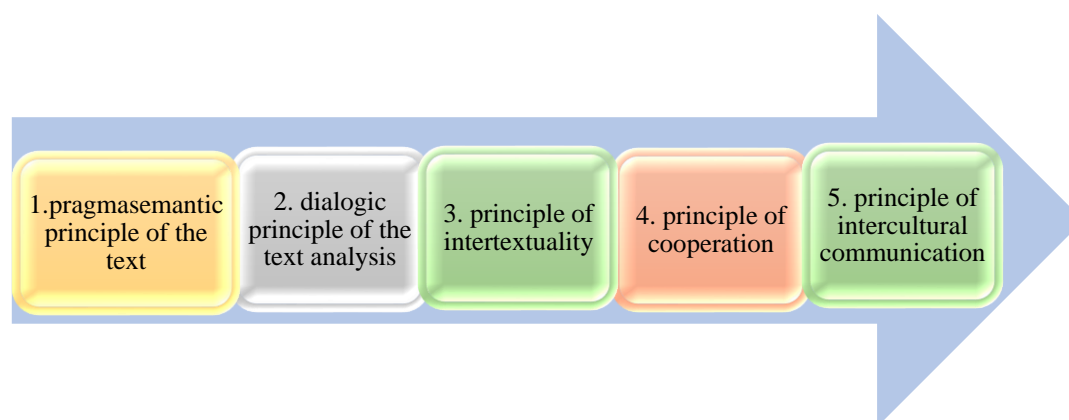 1.pragmasemantic
principle of the
text
2. dialogic
principle of the
text analysis
3. principle of
intertextuality
4. principle of
cooperation
5. principle of
intercultural
communication